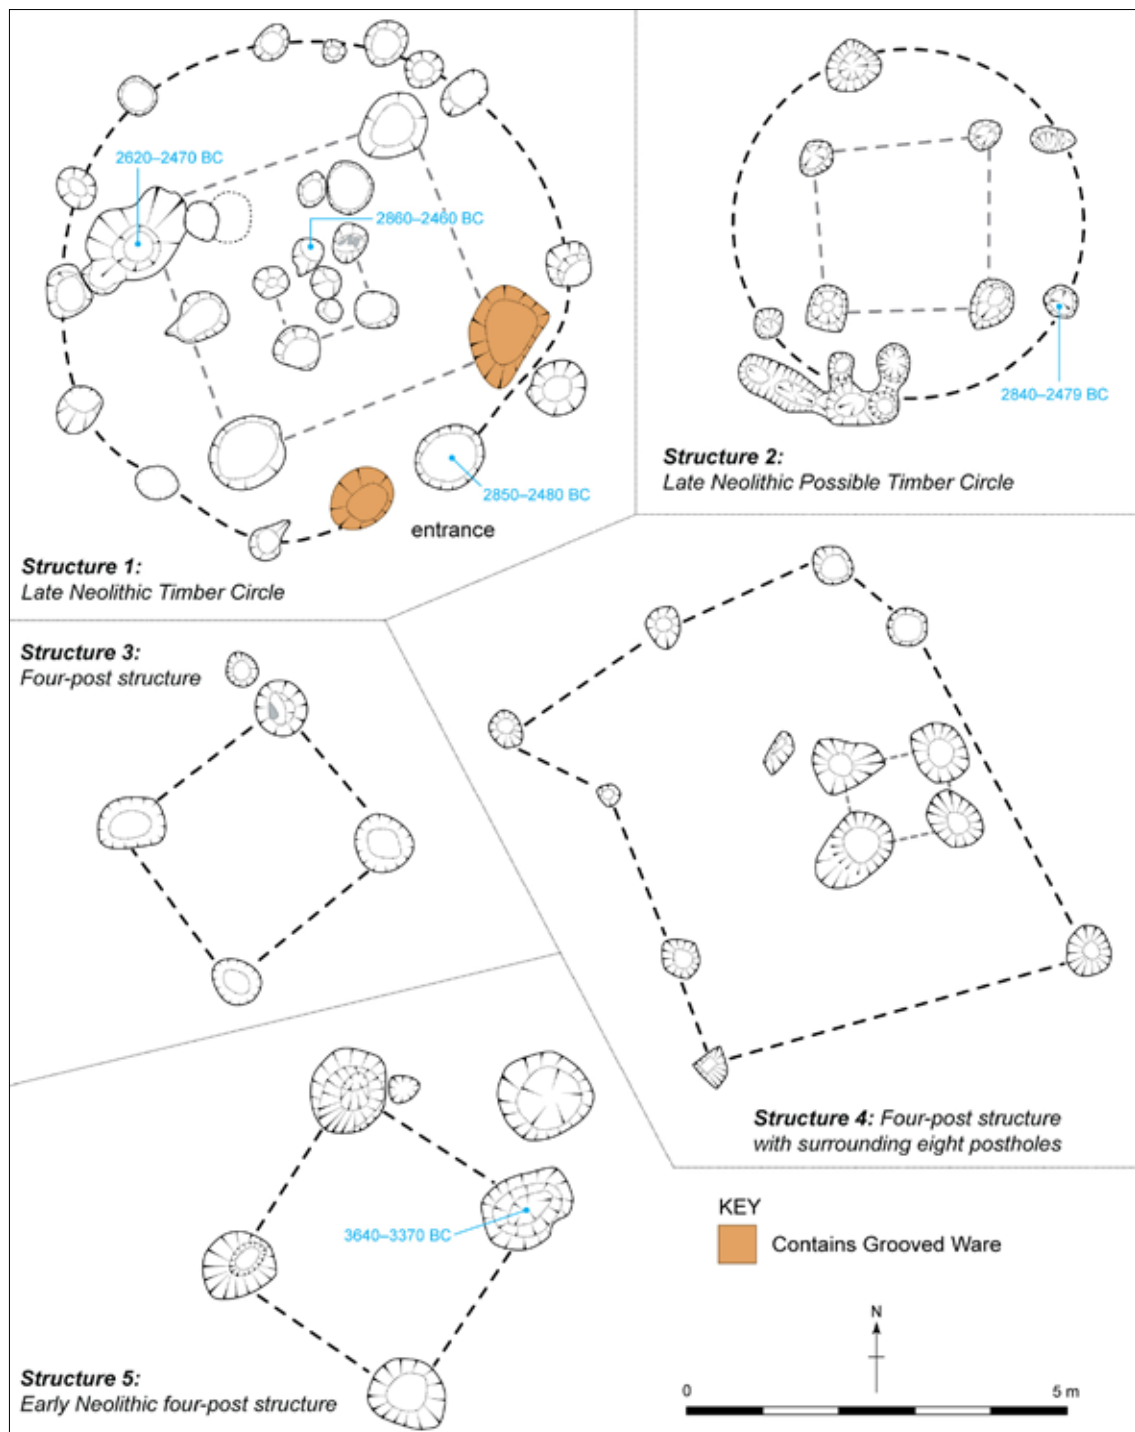 2620–2470 BC
2860–2460 BC
2850–2480 BC
entrance
Structure 1:
Late Neolithic Timber Circle
2840–2479 BC
Structure 2:
Late Neolithic Possible Timber Circle
Structure 3:
Four-post structure
Structure 4: Four-post structure
with surrounding eight postholes
3640–3370 BC
Structure 5:
Early Neolithic four-post structure
KEY
Contains Grooved Ware
N
0 5 m